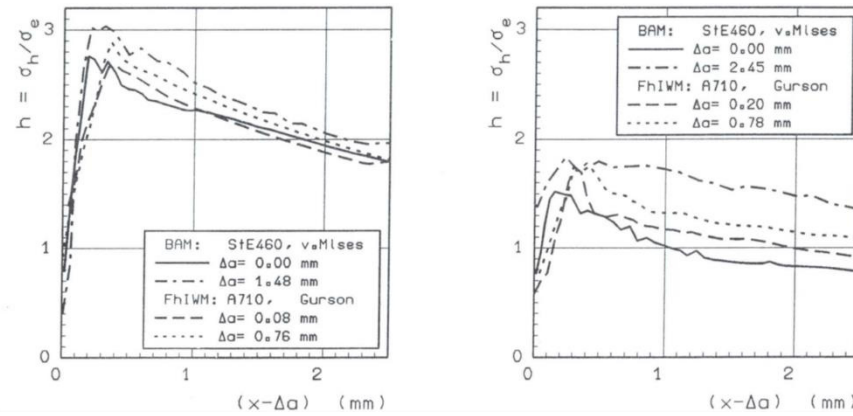 3
2
1
0
h = σh/σe
BAM: StE460, v.Mlses
Δa= 0.00 mm
Δa= 1.48 mm
FhIWM: A710, Gurson
Δa= 0.08 mm
Δa= 0.76 mm
0 1 2
(x-Δa) (mm)
3
2
1
0
h = σh/σe
BAM: StE460, v.Mlses
Δa= 0.00 mm
Δa= 2.45 mm
FhIWM: A710, Gurson
Δa= 0.20 mm
Δa= 0.78 mm
0 1 2
(x-Δa) (mm)